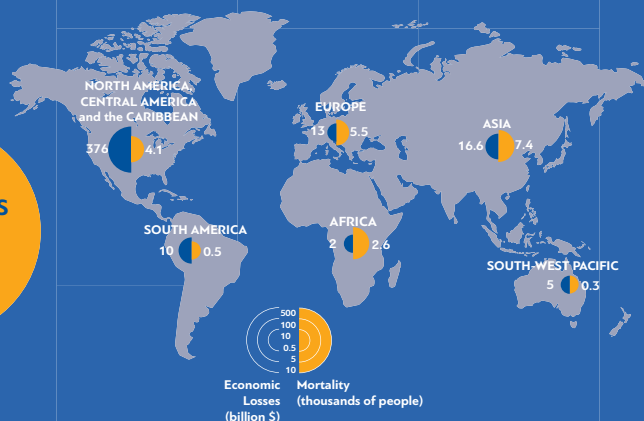 NORTH AMERICA,
CENTRAL AMERICA
and the CARIBBEAN
376 4.1
EUROPE
13 5.5
ASIA
16.6 7.4
S
SOUTH AMERICA
10 0.5
AFRICA
2 2.6
SOUTH-WEST PACIFIC
5 0.3
500
100
10
0.5
5
10
Economic
Losses
(billion $)
Mortality
(thousands of people)